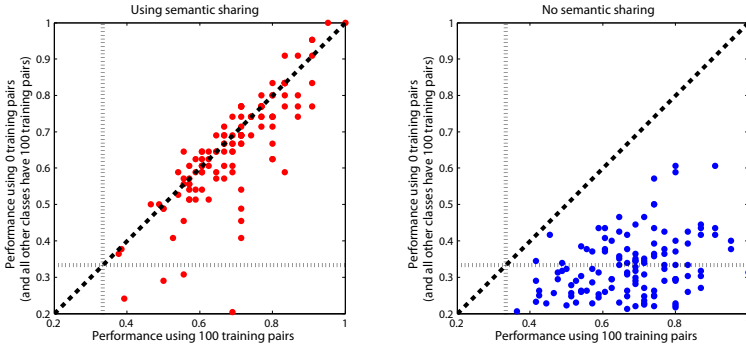 Using semantic sharing
Performance using 0 training pairs
(and all other classes have 100 training pairs)
1
0.9
0.8
0.7
0.6
0.5
0.4
0.3
0.2
0.2 0.4 0.6 0.8 1
Performance using 100 training pairs
No semantic sharing
Performance using 0 training pairs
(and all other classes have 100 training pairs)
1
0.9
0.8
0.7
0.6
0.5
0.4
0.3
0.2
0.2 0.4 0.6 0.8
Performance using 100 training pairs